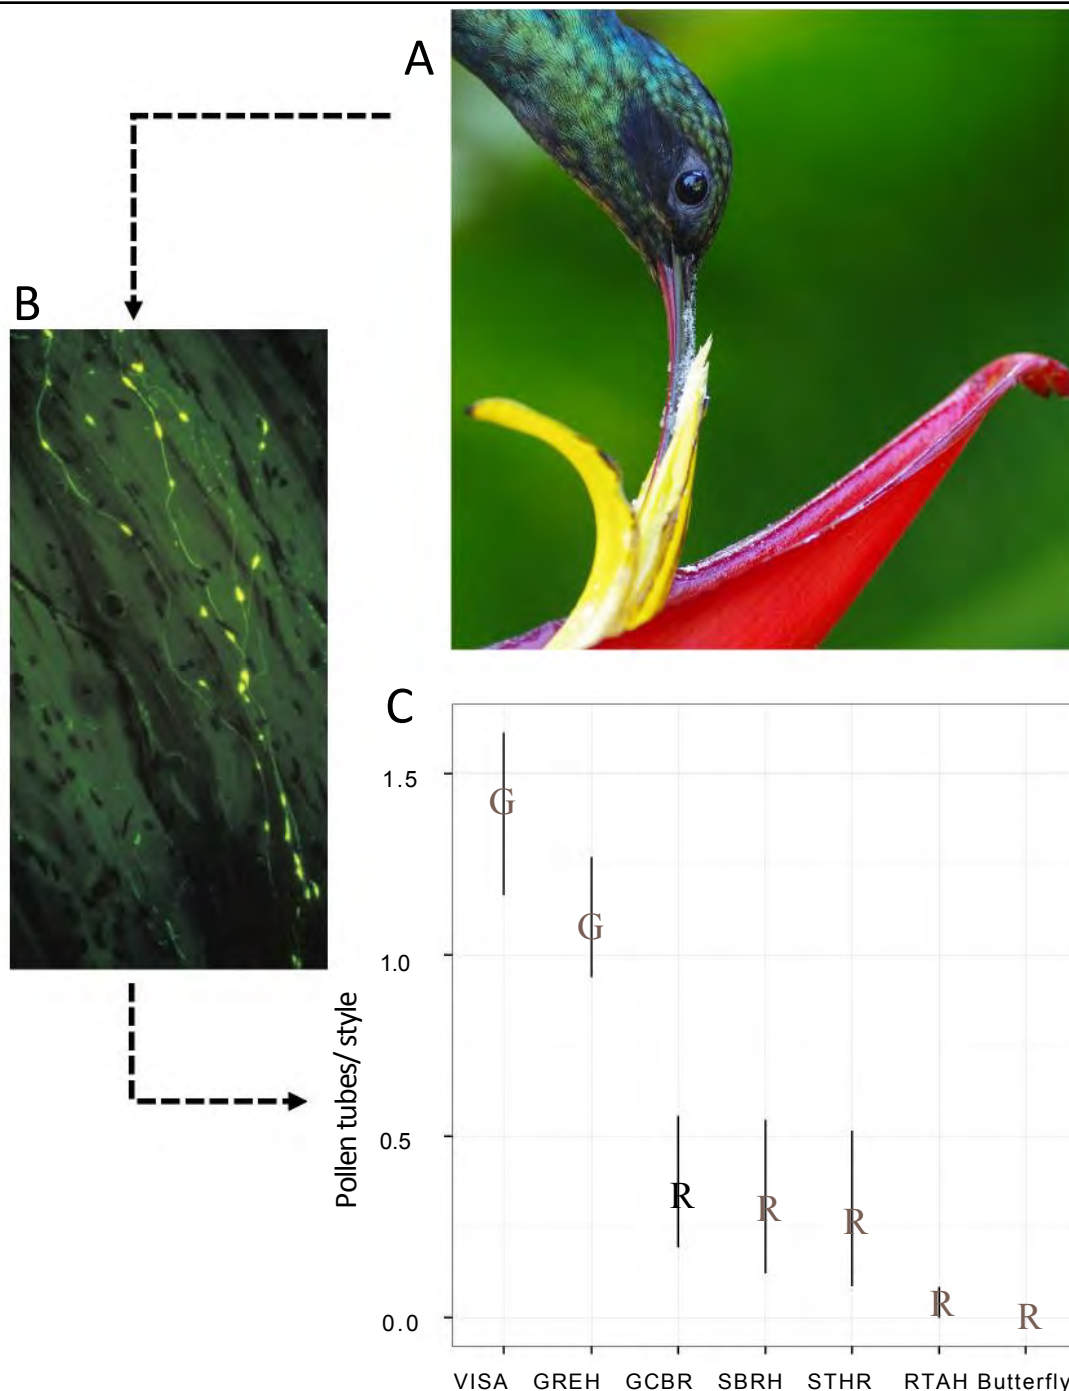 A
B
C
Pollen tubes/ style
1.5
1.0
0.5
0.0
G
G
R
R
R
R
R
VISA GREH GCBR SBRH STHR RTAH Butterfly